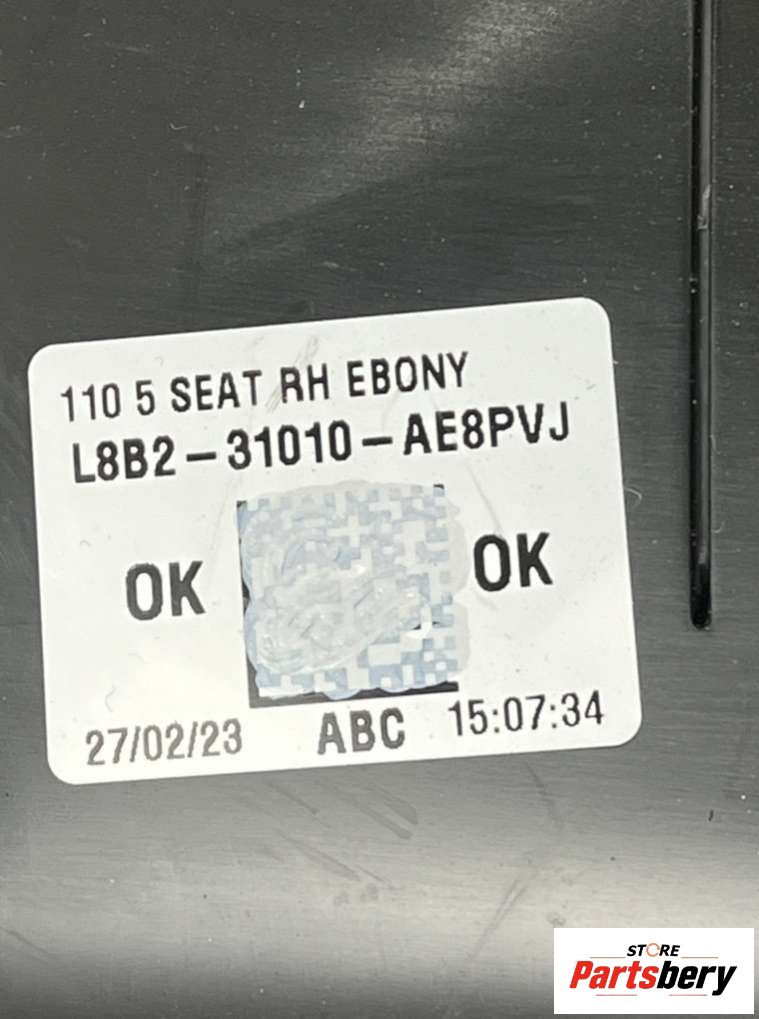 110 5 SEAT RH EBONY
L8B2-31010-AE8PVJ
OK OK
27/02/23 ABC 15:07:34
STORE
Partsbery